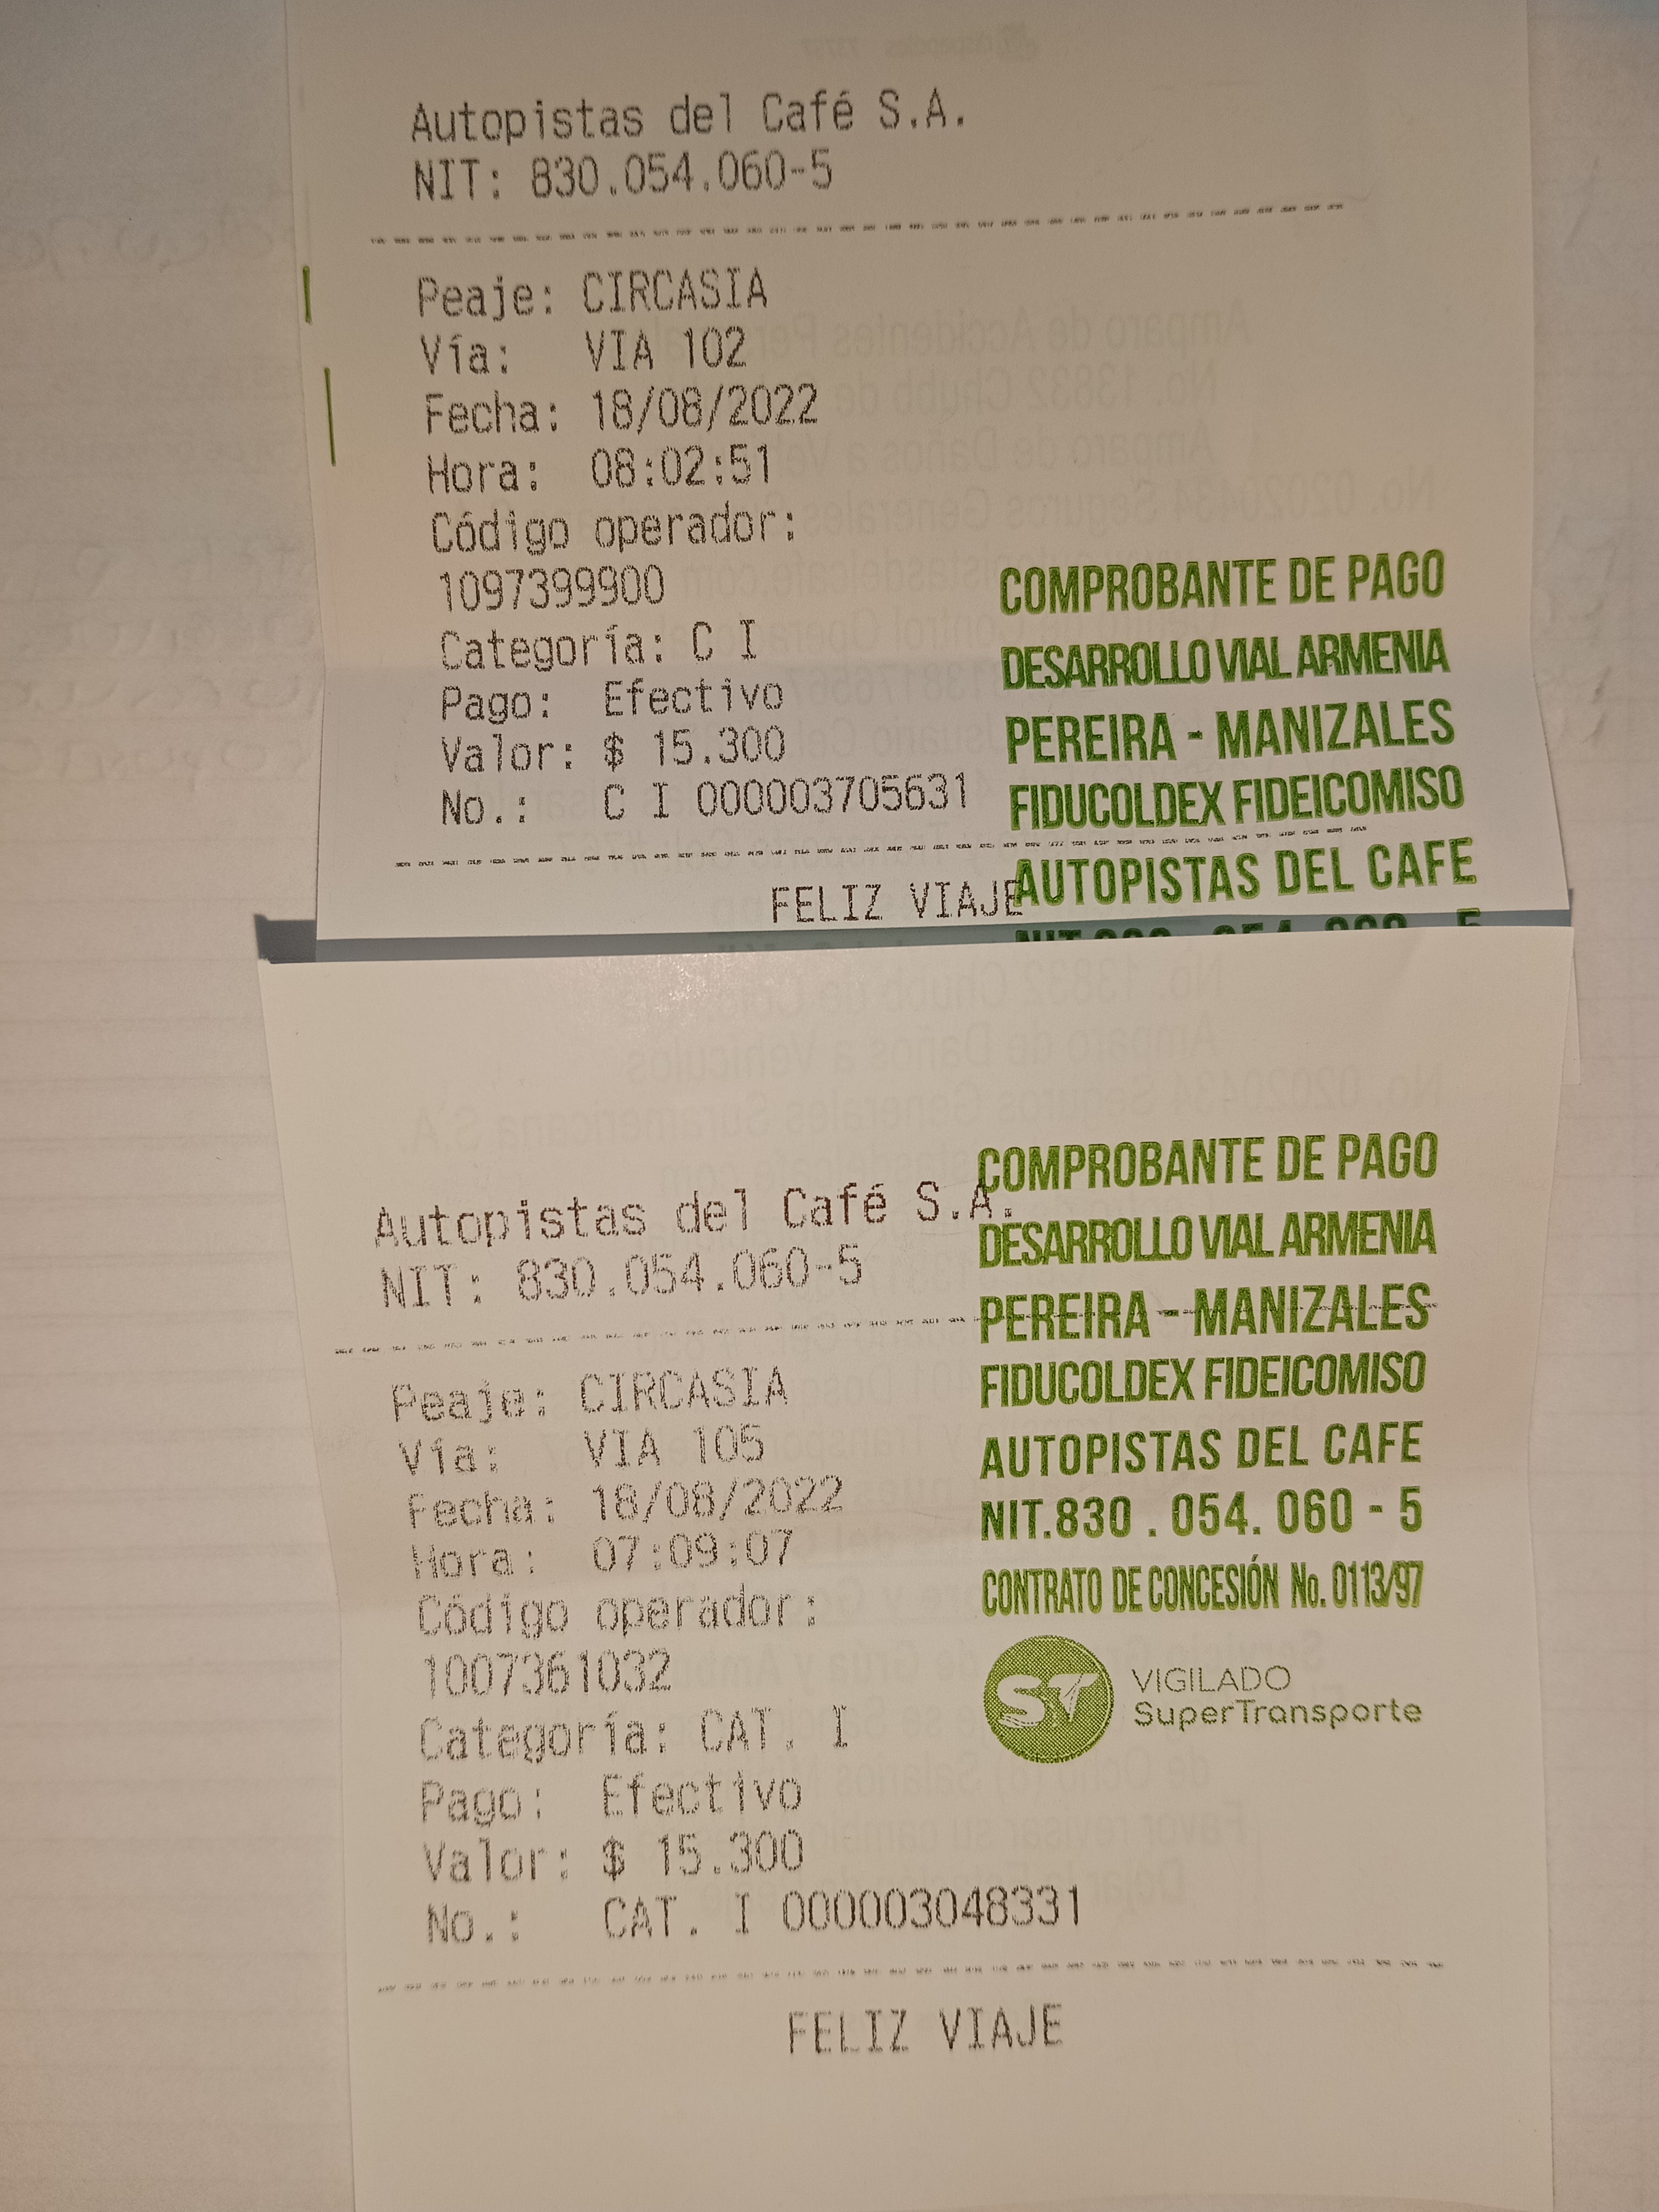 Autopistas del Café S.A.
NIT: 830.054.060-5
Peaje: CIRCASIA
Vía: VIA 102
Fecha: 18/08/2022
Hora: 08:02:51
Código operador:
1097399900
Categoría: C I
Pago: Efectivo
Valor: $ 15.300
No.: C I 000003705631
FELIZ VIAJE
COMPROBANTE DE PAGO
DESARROLLO VIAL ARMENIA
PEREIRA - MANIZALES
FIDUCOLDEX FIDEICOMISO
AUTOPISTAS DEL CAFE
Autopistas del Café S.A.
NIT: 830.054.060-5
Peaje: CIRCASIA
Vía: VIA 105
Fecha: 18/08/2022
Hora: 07:09:07
Código operador:
1007361032
Categoría: CAT. I
Pago: Efectivo
Valor: $ 15.300
No.: CAT. I 000003048331
FELIZ VIAJE
COMPROBANTE DE PAGO
DESARROLLO VIAL ARMENIA
PEREIRA - MANIZALES
FIDUCOLDEX FIDEICOMISO
AUTOPISTAS DEL CAFE
NIT.830 . 054. 060 - 5
CONTRATO DE CONCESIÓN No. 0113/97
ST
VIGILADO
SuperTransporte